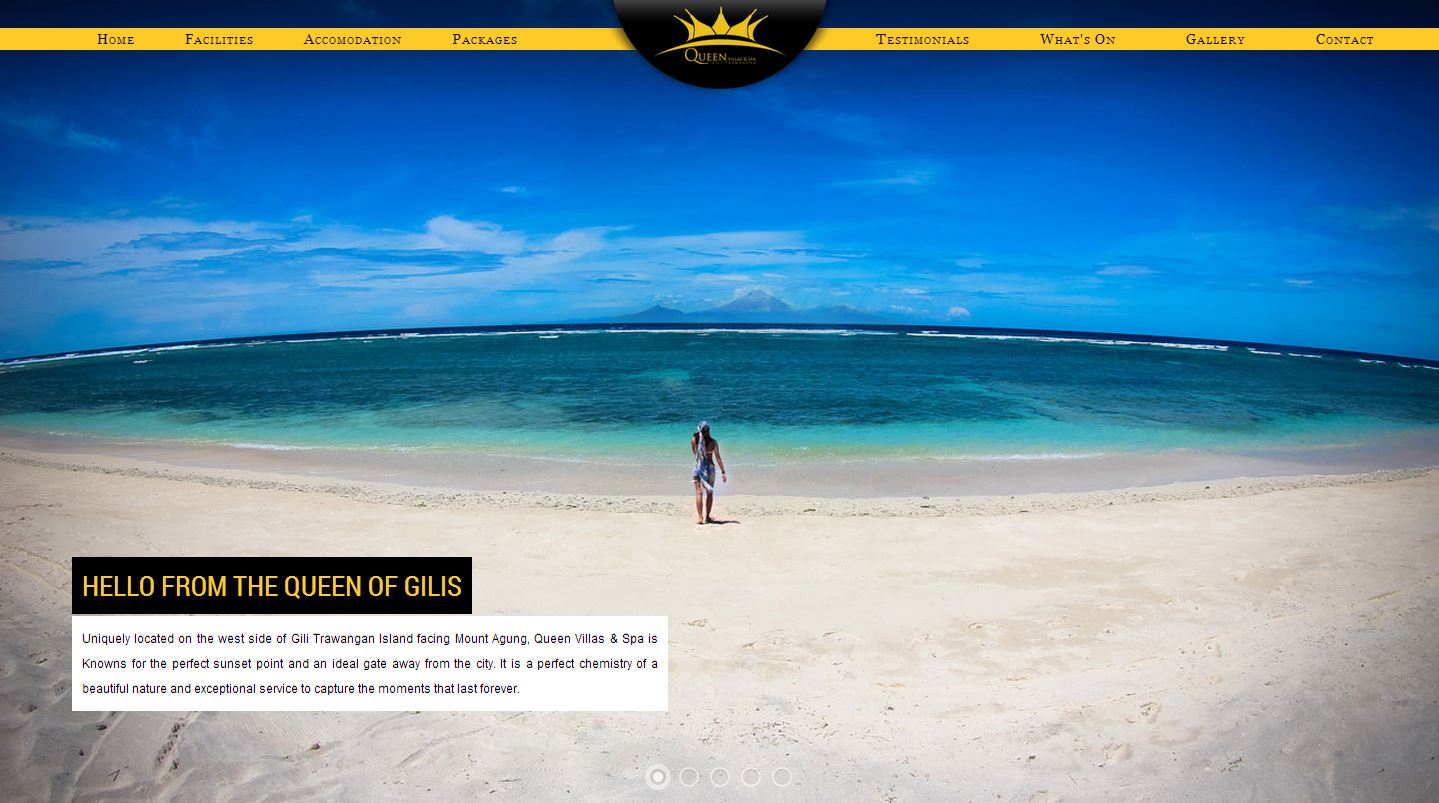 Home Facilities Accomodation Packages Testimonials What's On Gallery Contact
Queen Villas & Spa
HELLO FROM THE QUEEN OF GILIS
Uniquely located on the west side of Gili Trawangan Island facing Mount Agung, Queen Villas & Spa is
Knowns for the perfect sunset point and an ideal gate away from the city. It is a perfect chemistry of a
beautiful nature and exceptional service to capture the moments that last forever.